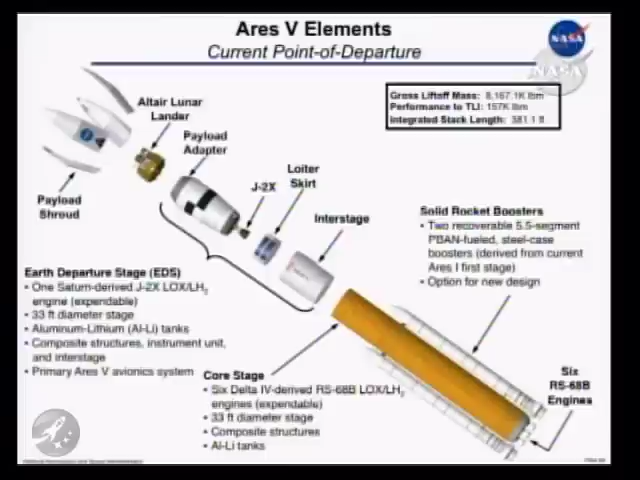 Ares V Elements
Current Point-of-Departure
NASA
NASA
Gross Liftoff Mass: 8,167.1K lbm
Performance to TLI: 157K lbm
Integrated Stack Length: 381.1 ft
Altair Lunar
Lander
Payload
Adapter
J-2X
Loiter
Skirt
Interstage
Payload
Shroud
Solid Rocket Boosters
• Two recoverable 5.5-segment
PBAN-fueled, steel-case
boosters (derived from current
Ares I first stage)
• Option for new design
Earth Departure Stage (EDS)
• One Saturn-derived J-2X LOX/LH2
engine (expendable)
• 33 ft diameter stage
• Aluminum-Lithium (Al-Li) tanks
• Composite structures, instrument unit,
and interstage
• Primary Ares V avionics system
Core Stage
• Six Delta IV-derived RS-68B LOX/LH2
engines (expendable)
• 33 ft diameter stage
• Composite structures
• Al-Li tanks
Six
RS-68B
Engines